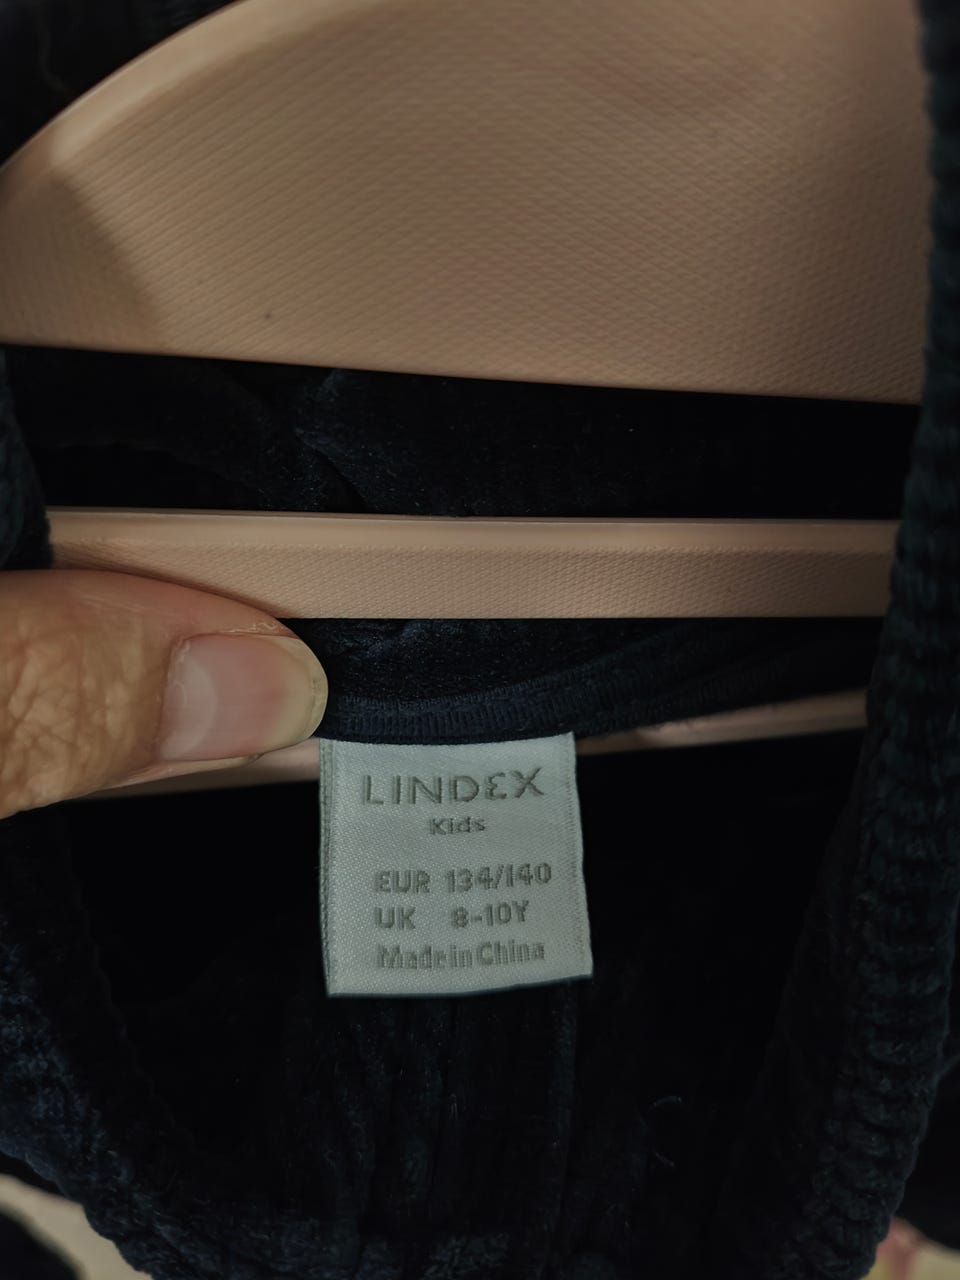 LINDEX
Kids
EUR 134/140
UK 8-10Y
Made in China